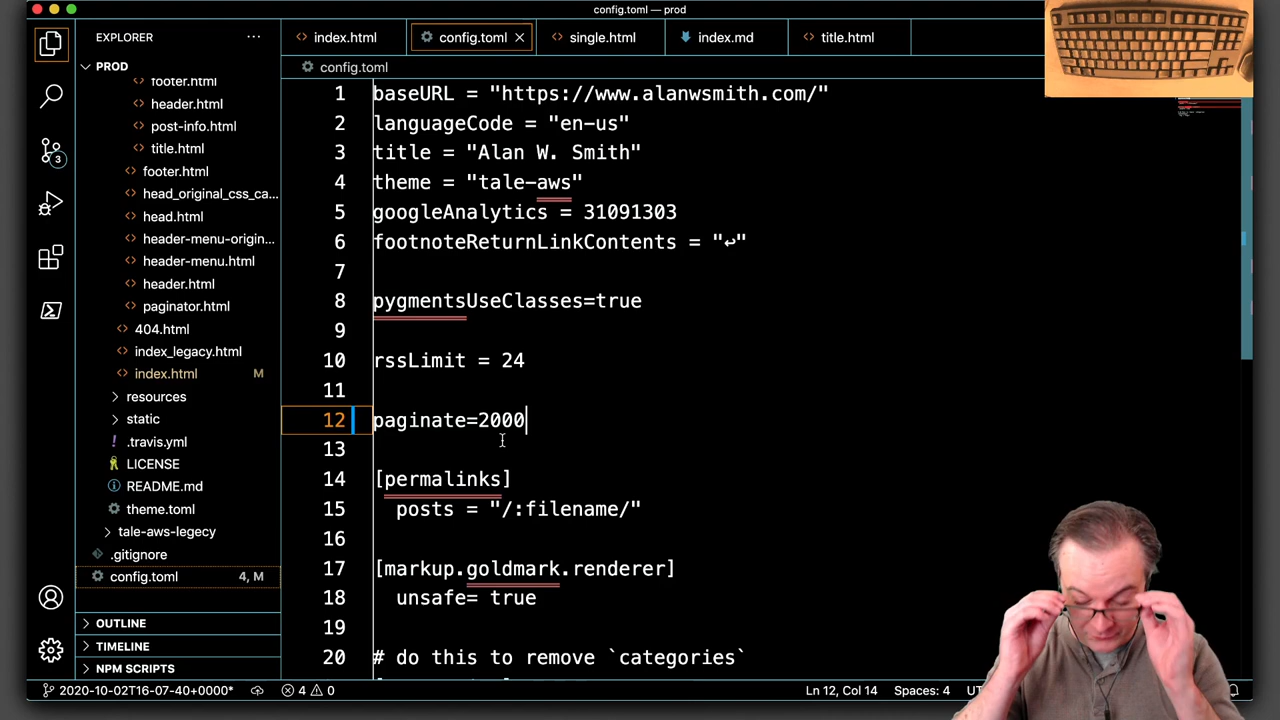 config.toml — prod
EXPLORER
index.html
config.toml
single.html
index.md
title.html
PROD
config.toml
footer.html
header.html
post-info.html
title.html
footer.html
head_original_css_ca...
head.html
header-menu-origin...
header-menu.html
header.html
paginator.html
404.html
index_legacy.html
index.html M
resources
static
.travis.yml
LICENSE
README.md
theme.toml
tale-aws-legacy
.gitignore
config.toml 4, M
OUTLINE
TIMELINE
NPM SCRIPTS
3
1 baseURL = "https://www.alanwsmith.com/"
2 languageCode = "en-us"
3 title = "Alan W. Smith"
4 theme = "tale-aws"
5 googleAnalytics = 31091303
6 footnoteReturnLinkContents = "↩"
7
8 pygmentsUseClasses=true
9
10 rssLimit = 24
11
12 paginate=2000
13
14 [permalinks]
15 posts = "/:filename/"
16
17 [markup.goldmark.renderer]
18 unsafe= true
19
20 # do this to remove `categories`
2020-10-02T16-07-40+0000* 4 0 Ln 12, Col 14 Spaces: 4